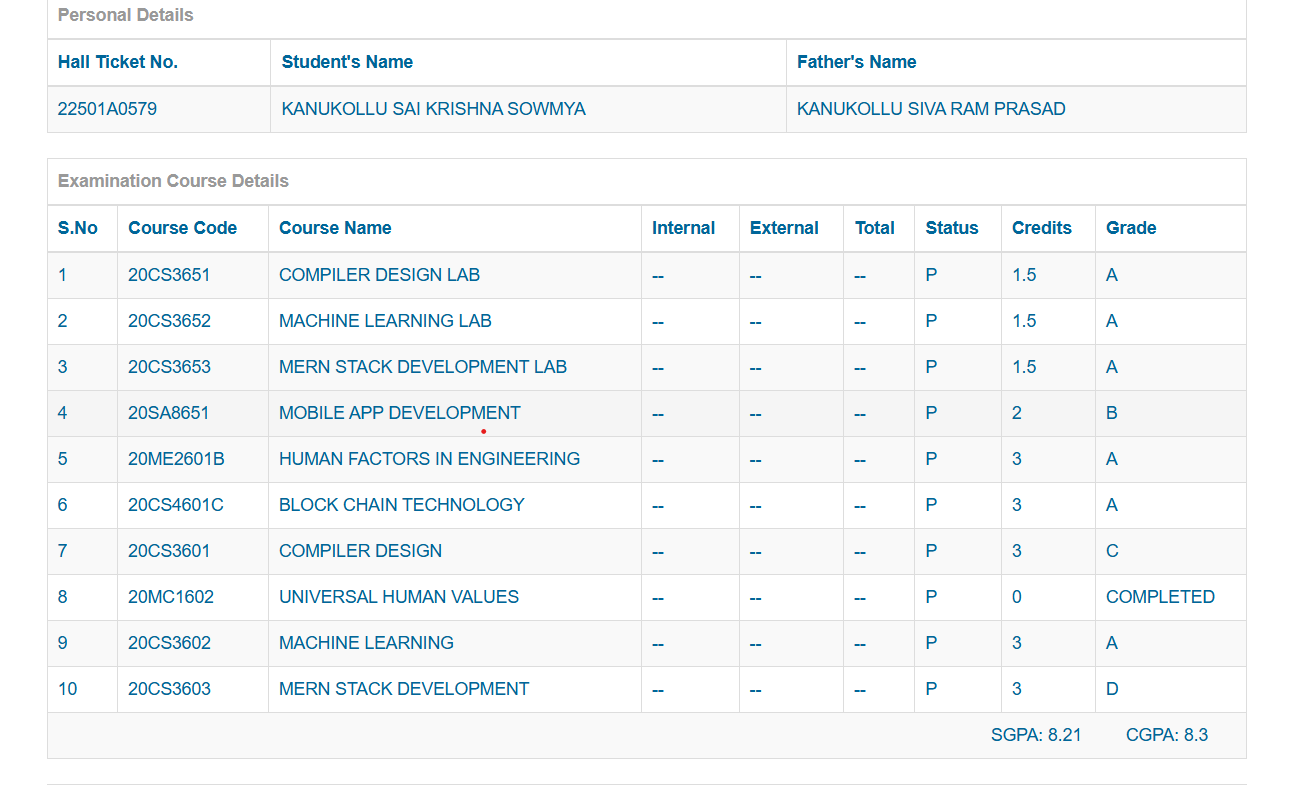 Personal Details
Hall Ticket No. Student's Name Father's Name
22501A0579 KANUKOLLU SAI KRISHNA SOWMYA KANUKOLLU SIVA RAM PRASAD
Examination Course Details
S.No Course Code Course Name Internal External Total Status Credits Grade
1 20CS3651 COMPILER DESIGN LAB -- -- -- P 1.5 A
2 20CS3652 MACHINE LEARNING LAB -- -- -- P 1.5 A
3 20CS3653 MERN STACK DEVELOPMENT LAB -- -- -- P 1.5 A
4 20SA8651 MOBILE APP DEVELOPMENT -- -- -- P 2 B
5 20ME2601B HUMAN FACTORS IN ENGINEERING -- -- -- P 3 A
6 20CS4601C BLOCK CHAIN TECHNOLOGY -- -- -- P 3 A
7 20CS3601 COMPILER DESIGN -- -- -- P 3 C
8 20MC1602 UNIVERSAL HUMAN VALUES -- -- -- P 0 COMPLETED
9 20CS3602 MACHINE LEARNING -- -- -- P 3 A
10 20CS3603 MERN STACK DEVELOPMENT -- -- -- P 3 D
SGPA: 8.21 CGPA: 8.3